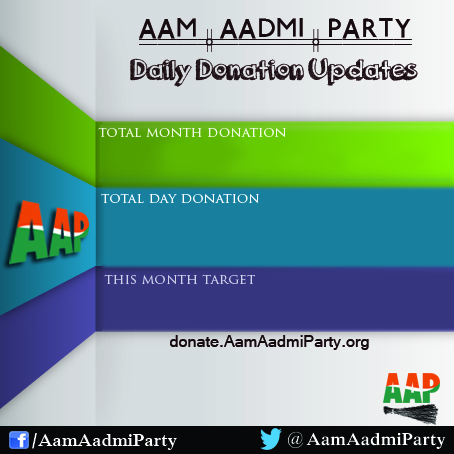 AAM AADMI PARTY
Daily Donation Updates
TOTAL MONTH DONATION
TOTAL DAY DONATION
AAP
THIS MONTH TARGET
donate.AamAadmiParty.org
AAP
f /AamAadmiParty
@AamAadmiParty